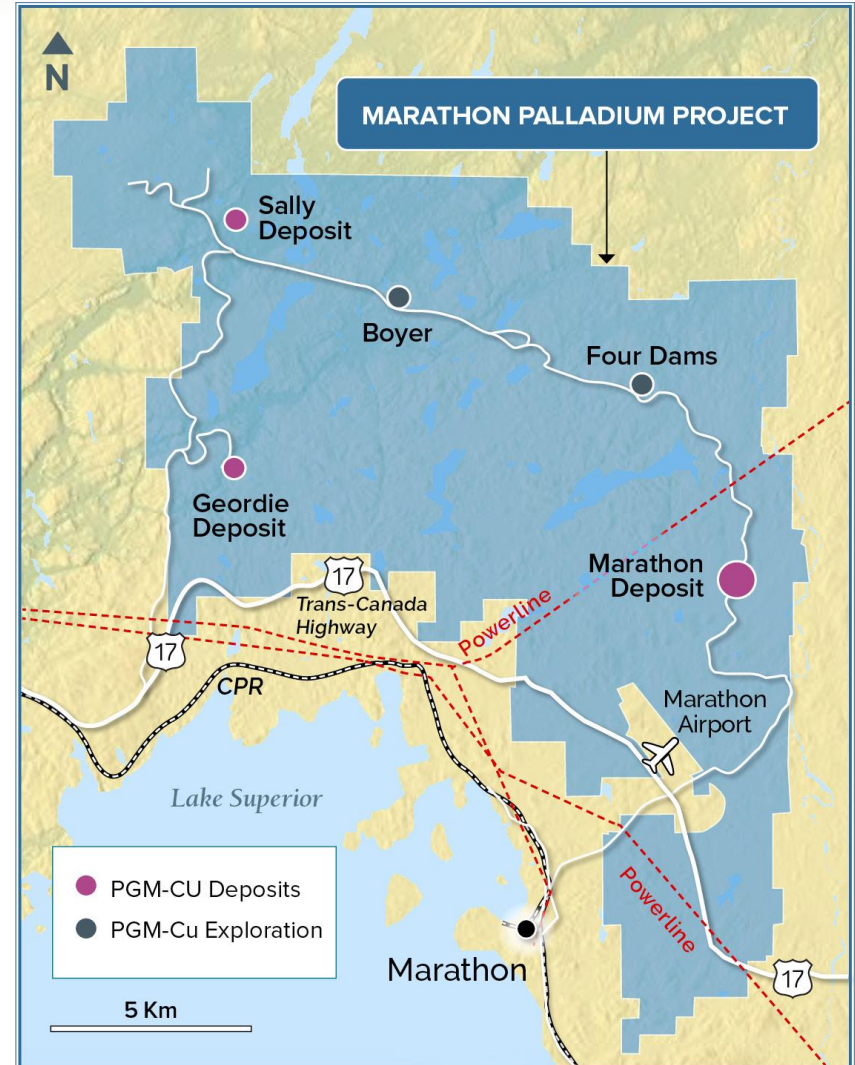 N
MARATHON PALLADIUM PROJECT
Sally
Deposit
Boyer
Four Dams
Geordie
Deposit
Marathon
Deposit
17
Trans-Canada
Highway
Powerline
17
CPR
Marathon
Airport
Lake Superior
PGM-CU Deposits
PGM-Cu Exploration
Powerline
Marathon
17
5 Km